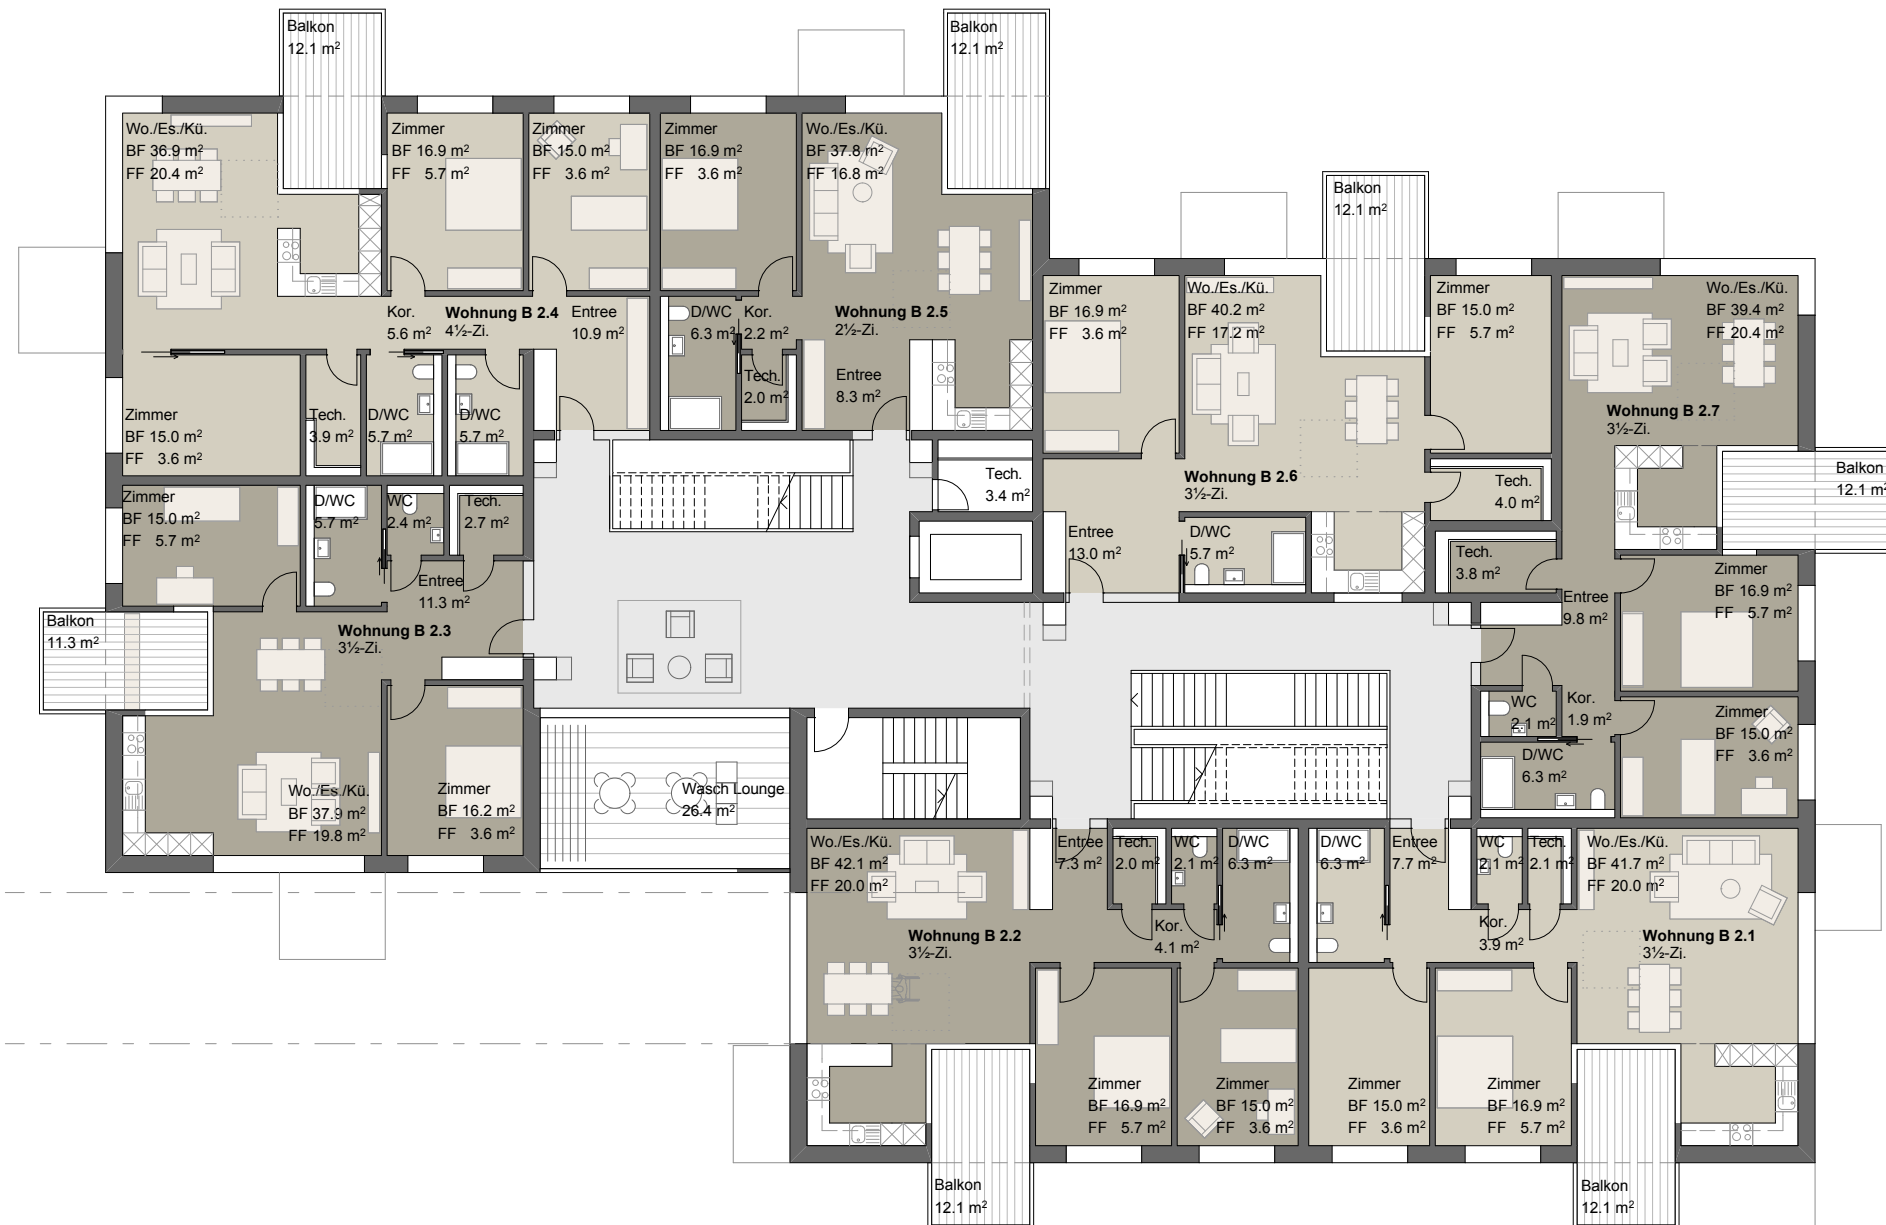 Balkon
12.1 m²
Balkon
12.1 m²
Wo./Es./Kü.
BF 36.9 m²
FF 20.4 m²
Zimmer
BF 16.9 m²
FF 5.7 m²
Zimmer
BF 15.0 m²
FF 3.6 m²
Zimmer
BF 16.9 m²
FF 3.6 m²
Wo./Es./Kü.
BF 37.8 m²
FF 16.8 m²
Balkon
12.1 m²
Kor.
5.6 m²
Wohnung B 2.4
4½-Zi.
Entree
10.9 m²
D/WC
6.3 m²
Kor.
2.2 m²
Wohnung B 2.5
2½-Zi.
Tech.
2.0 m²
Entree
8.3 m²
Zimmer
BF 16.9 m²
FF 3.6 m²
Wo./Es./Kü.
BF 40.2 m²
FF 17.2 m²
Zimmer
BF 15.0 m²
FF 5.7 m²
Wo./Es./Kü.
BF 39.4 m²
FF 20.4 m²
Zimmer
BF 15.0 m²
FF 3.6 m²
Tech.
3.9 m²
D/WC
5.7 m²
D/WC
5.7 m²
Wohnung B 2.7
3½-Zi.
Tech.
3.4 m²
Wohnung B 2.6
3½-Zi.
Tech.
4.0 m²
Balkon
12.1 m²
Zimmer
BF 15.0 m²
FF 5.7 m²
D/WC
5.7 m²
WC
2.4 m²
Tech.
2.7 m²
Entree
13.0 m²
D/WC
5.7 m²
Tech.
3.8 m²
Entree
11.3 m²
Zimmer
BF 16.9 m²
FF 5.7 m²
Entree
9.8 m²
Balkon
11.3 m²
Wohnung B 2.3
3½-Zi.
WC
2.1 m²
Kor.
1.9 m²
Zimmer
BF 15.0 m²
FF 3.6 m²
D/WC
6.3 m²
Wo./Es./Kü.
BF 37.9 m²
FF 19.8 m²
Zimmer
BF 16.2 m²
FF 3.6 m²
Wasch Lounge
26.4 m²
Wo./Es./Kü.
BF 42.1 m²
FF 20.0 m²
Entree
7.3 m²
Tech.
2.0 m²
WC
2.1 m²
D/WC
6.3 m²
D/WC
6.3 m²
Entree
7.7 m²
WC
2.1 m²
Tech.
2.1 m²
Wo./Es./Kü.
BF 41.7 m²
FF 20.0 m²
Wohnung B 2.2
3½-Zi.
Kor.
4.1 m²
Kor.
3.9 m²
Wohnung B 2.1
3½-Zi.
Zimmer
BF 16.9 m²
FF 5.7 m²
Zimmer
BF 15.0 m²
FF 3.6 m²
Zimmer
BF 15.0 m²
FF 3.6 m²
Zimmer
BF 16.9 m²
FF 5.7 m²
Balkon
12.1 m²
Balkon
12.1 m²